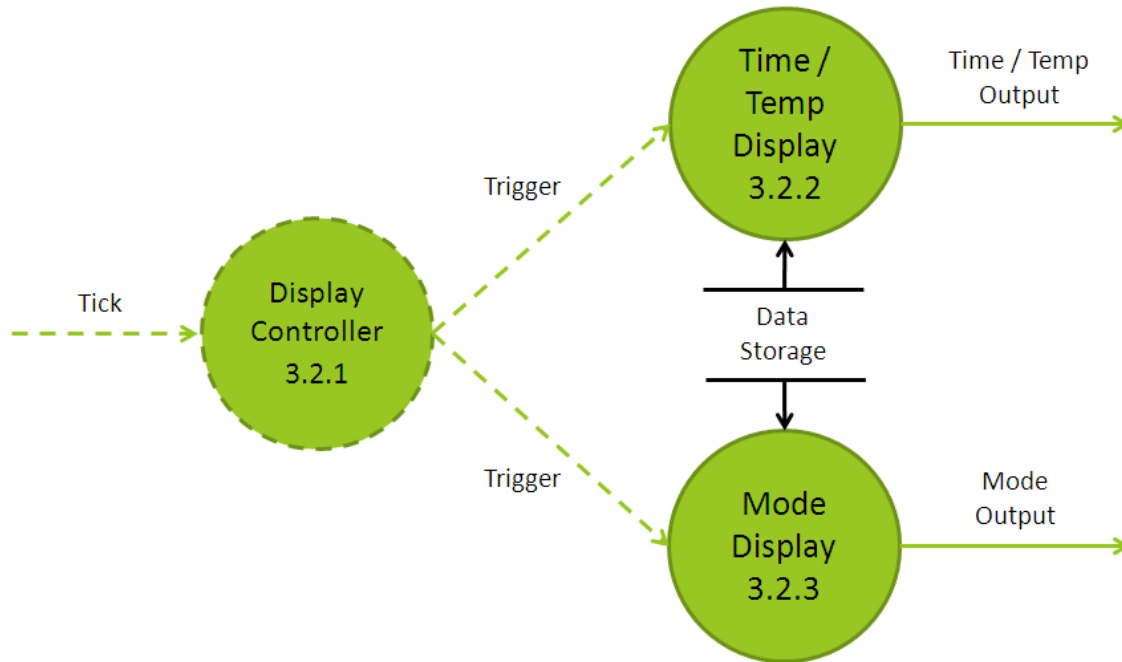 Time /
Temp
Display
3.2.2
Time / Temp
Output
Trigger
Tick
Display
Controller
3.2.1
Data
Storage
Trigger
Mode
Display
3.2.3
Mode
Output